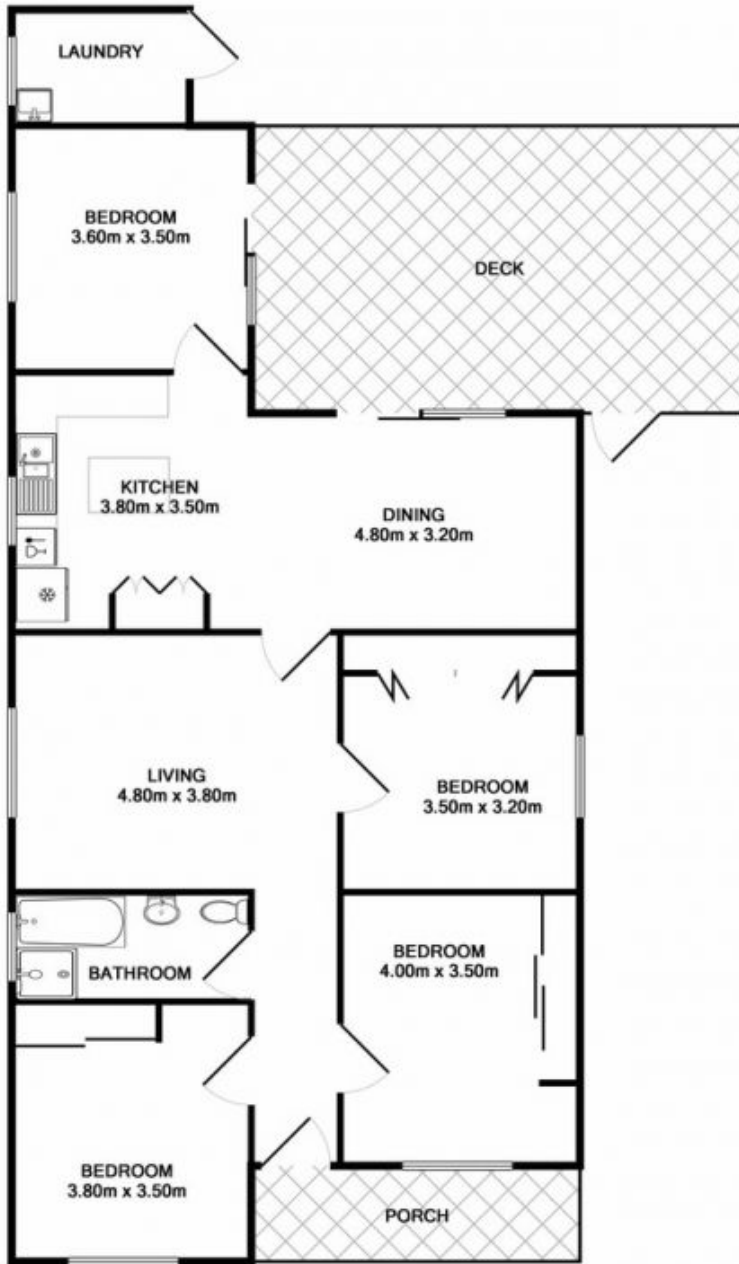 LAUNDRY
BEDROOM
3.60m x 3.50m
DECK
KITCHEN
3.80m x 3.50m
DINING
4.80m x 3.20m
LIVING
4.80m x 3.80m
BEDROOM
3.50m x 3.20m
BATHROOM
BEDROOM
4.00m x 3.50m
BEDROOM
3.80m x 3.50m
PORCH